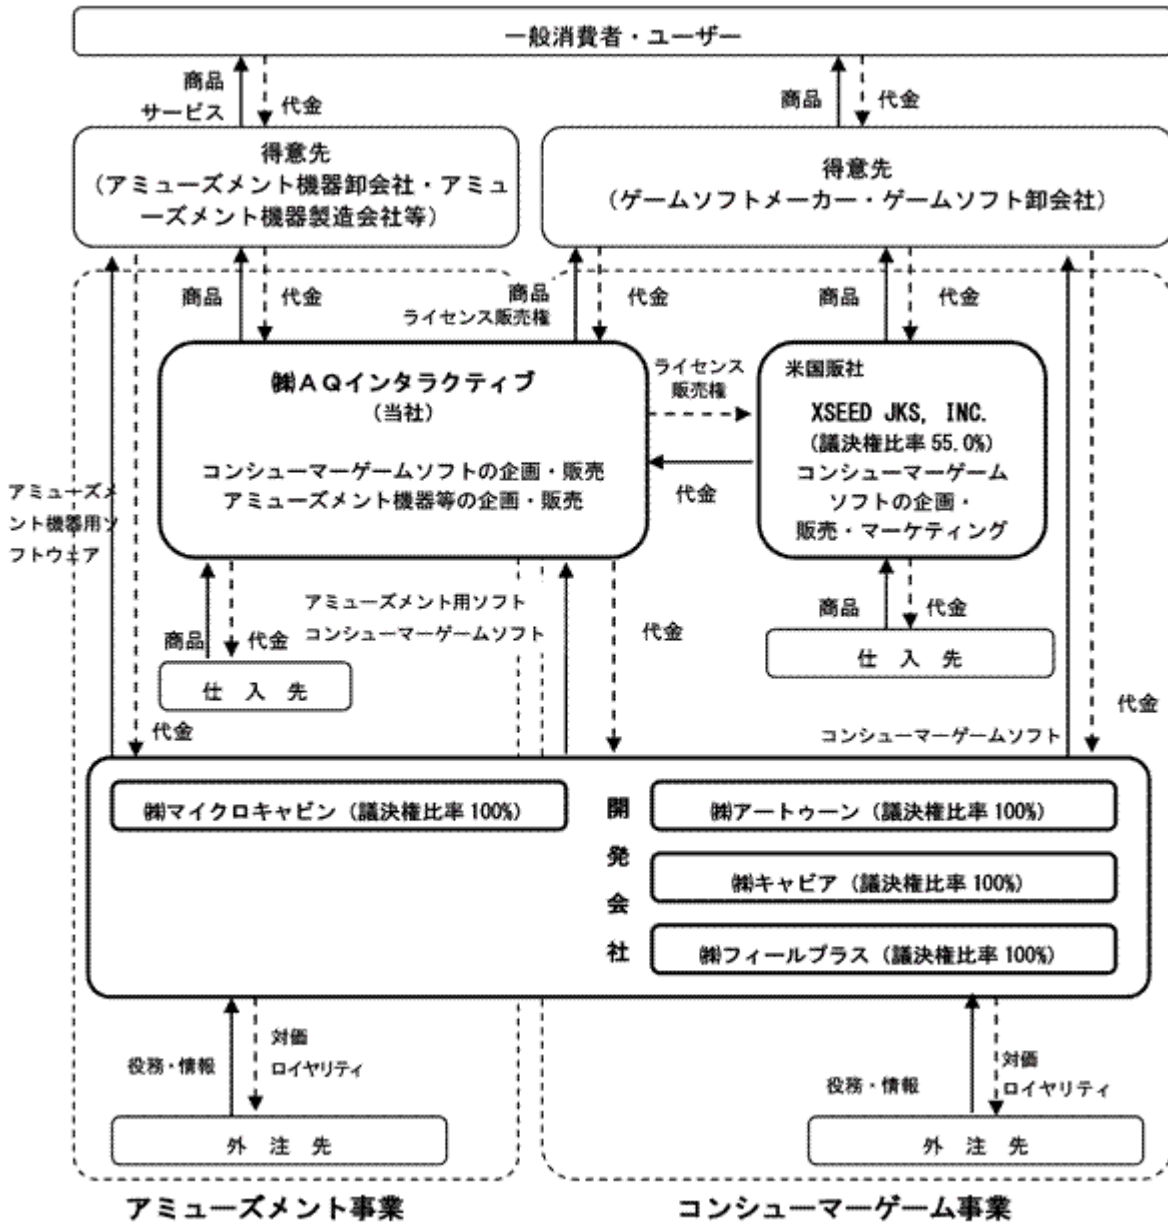 一般消費者・ユーザー
商品
サービス
代金
商品
代金
得意先
(アミューズメント機器卸会社・アミュ
ーズメント機器製造会社等)
得意先
(ゲームソフトメーカー・ゲームソフト卸会社)
商品
代金
商品
ライセンス販売権
代金
商品
代金
㈱AQインタラクティブ
(当社)
コンシューマーゲームソフトの企画・販売
アミューズメント機器等の企画・販売
ライセンス
販売権
代金
米国販社
XSEED JKS, INC.
(議決権比率 55.0%)
コンシューマーゲーム
ソフトの企画・
販売・マーケティング
アミューズメ
ント機器用ソ
フトウェア
代金
商品
代金
アミューズメント用ソフト
コンシューマーゲームソフト
代金
商品
代金
仕 入 先
仕 入 先
コンシューマーゲームソフト
代金
㈱マイクロキャビン (議決権比率 100%)
開
発
会
社
㈱アートゥーン (議決権比率 100%)
㈱キャビア (議決権比率 100%)
㈱フィールプラス (議決権比率 100%)
役務・情報
対価
ロイヤリティ
役務・情報
対価
ロイヤリティ
外 注 先
外 注 先
アミューズメント事業
コンシューマーゲーム事業